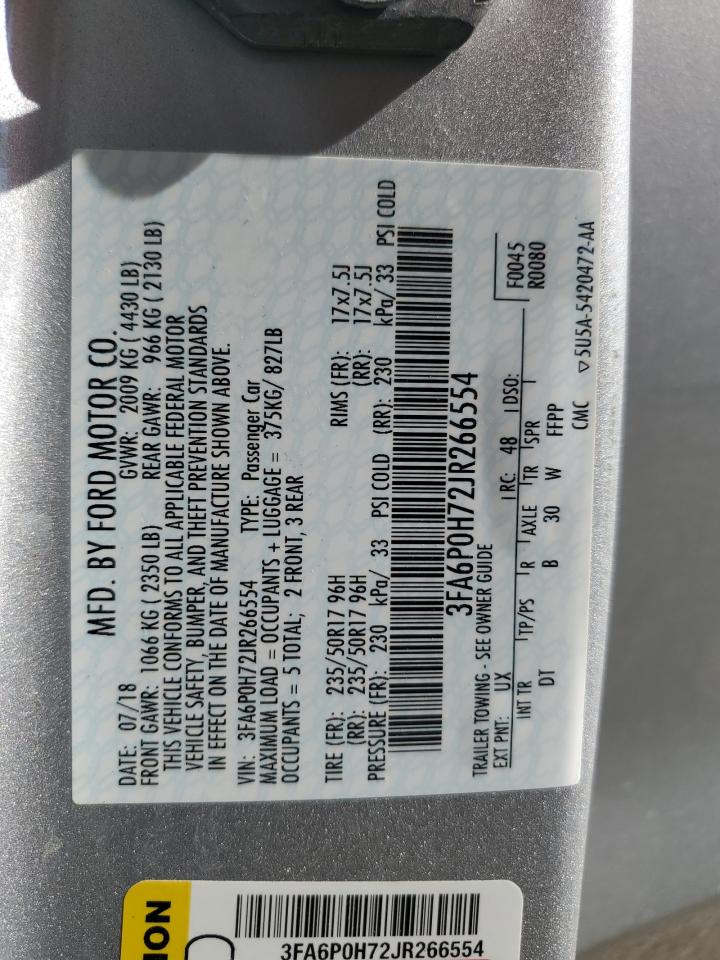 MFD. BY FORD MOTOR CO.
DATE: 07/18 GVWR: 2009 KG ( 4430 LB)
FRONT GAWR: 1066 KG ( 2350 LB) REAR GAWR: 966 KG ( 2130 LB)
THIS VEHICLE CONFORMS TO ALL APPLICABLE FEDERAL MOTOR
VEHICLE SAFETY, BUMPER, AND THEFT PREVENTION STANDARDS
IN EFFECT ON THE DATE OF MANUFACTURE SHOWN ABOVE.
VIN: 3FA6P0H72JR266554 TYPE: Passenger Car
MAXIMUM LOAD = OCCUPANTS + LUGGAGE = 375KG/ 827LB
OCCUPANTS = 5 TOTAL; 2 FRONT, 3 REAR
TIRE (FR): 235/50R17 96H RIMS (FR): 17x7.5J
(RR): 235/50R17 96H (RR): 17x7.5J
PRESSURE (FR): 230 kPa/ 33 PSI COLD (RR): 230 kPa/ 33 PSI COLD
3FA6P0H72JR266554
TRAILER TOWING - SEE OWNER GUIDE
F0045
R0080
EXT PNT: UX RC: 48 DSO:
INT TR TP/PS R AXLE TR SPR
DT B 30 W FFPP
CMC ▽5U5A-5420472-AA
ION
3FA6P0H72JR266554